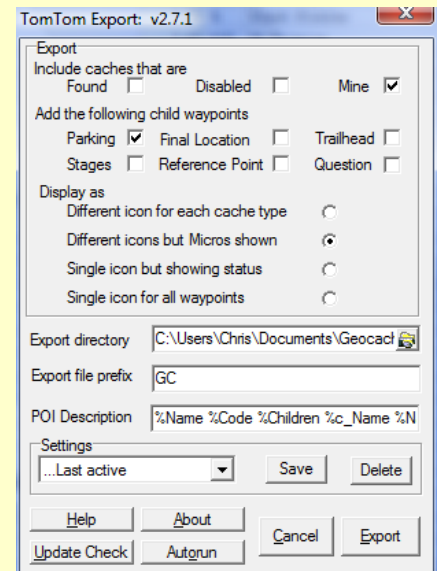 TomTom Export: v2.7.1
Export
Include caches that are
Found Disabled Mine
Add the following child waypoints
Parking Final Location Trailhead
Stages Reference Point Question
Display as
Different icon for each cache type
Different icons but Micros shown
Single icon but showing status
Single icon for all waypoints
Export directory C:\Users\Chris\Documents\Geocach
Export file prefix GC
POI Description %Name %Code %Children %c_Name %N
Settings
...Last active Save Delete
Help About
Cancel Export
Update Check Autorun